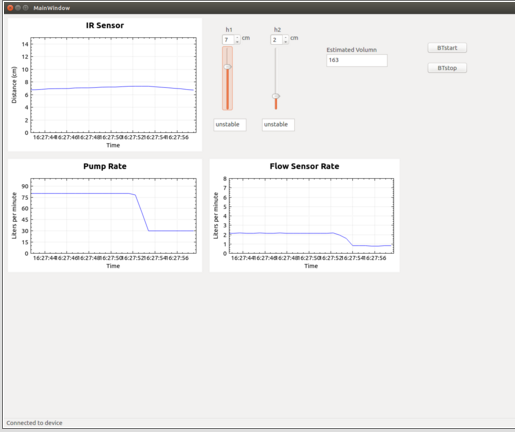 MainWindow
IR Sensor
Distance (cm)
14
12
10
8
6
4
2
0
16:27:44 16:27:46 16:27:48 16:27:50 16:27:52 16:27:54 16:27:56
Time
h1
7 cm
unstable
h2
2 cm
unstable
Estimated Volumn
163
BTstart
BTstop
Pump Rate
Liters per minute
90
75
60
45
30
15
0
16:27:44 16:27:46 16:27:48 16:27:50 16:27:52 16:27:54 16:27:56
Time
Flow Sensor Rate
Liters per minute
8
7
6
5
4
3
2
1
0
16:27:44 16:27:46 16:27:48 16:27:50 16:27:52 16:27:54 16:27:56
Time
Connected to device